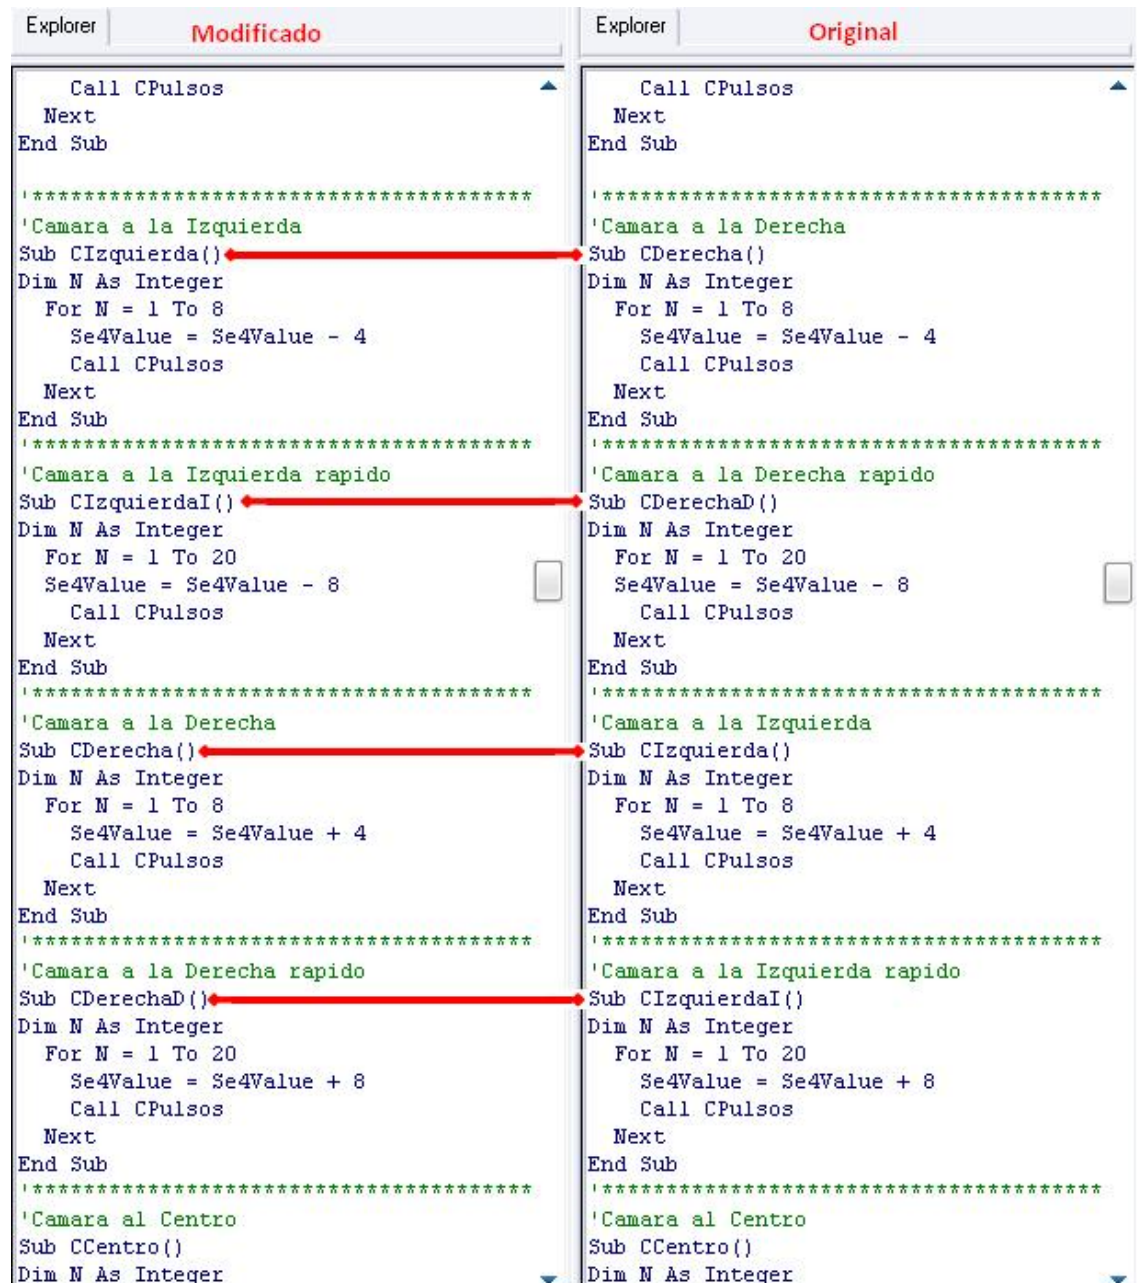 Explorer
Modificado
Call CPulsos
Next
End Sub
'***************************************
'Camara a la Izquierda
Sub CIzquierda()
Dim N As Integer
For N = 1 To 8
Se4Value = Se4Value - 4
Call CPulsos
Next
End Sub
'***************************************
'Camara a la Izquierda rapido
Sub CIzquierdaI()
Dim N As Integer
For N = 1 To 20
Se4Value = Se4Value - 8
Call CPulsos
Next
End Sub
'***************************************
'Camara a la Derecha
Sub CDerecha()
Dim N As Integer
For N = 1 To 8
Se4Value = Se4Value + 4
Call CPulsos
Next
End Sub
'***************************************
'Camara a la Derecha rapido
Sub CDerechaD()
Dim N As Integer
For N = 1 To 20
Se4Value = Se4Value + 8
Call CPulsos
Next
End Sub
'***************************************
'Camara al Centro
Sub CCentro()
Dim N As Integer
Explorer
Original
Call CPulsos
Next
End Sub
'***************************************
'Camara a la Derecha
Sub CDerecha()
Dim N As Integer
For N = 1 To 8
Se4Value = Se4Value - 4
Call CPulsos
Next
End Sub
'***************************************
'Camara a la Derecha rapido
Sub CDerechaD()
Dim N As Integer
For N = 1 To 20
Se4Value = Se4Value - 8
Call CPulsos
Next
End Sub
'***************************************
'Camara a la Izquierda
Sub CIzquierda()
Dim N As Integer
For N = 1 To 8
Se4Value = Se4Value + 4
Call CPulsos
Next
End Sub
'***************************************
'Camara a la Izquierda rapido
Sub CIzquierdaI()
Dim N As Integer
For N = 1 To 20
Se4Value = Se4Value + 8
Call CPulsos
Next
End Sub
'***************************************
'Camara al Centro
Sub CCentro()
Dim N As Integer